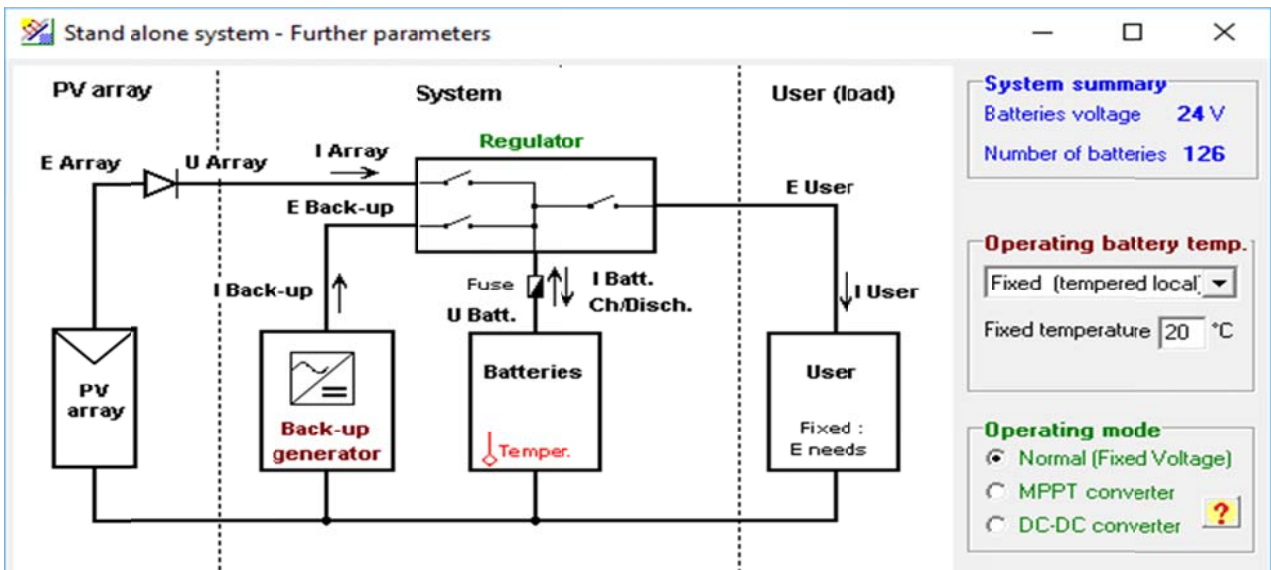 Stand alone system - Further parameters
PV array
System
User (load)
E Array
U Array
I Array
Regulator
E Back-up
E User
I Back-up
Fuse
I Batt.
Ch/Disch.
U Batt.
I User
PV
array
Back-up
generator
Batteries
Temper.
User
Fixed :
E needs
System summary
Batteries voltage 24 V
Number of batteries 126
Operating battery temp.
Fixed (tempered local)
Fixed temperature 20 °C
Operating mode
Normal (Fixed Voltage)
MPPT converter
DC-DC converter
?